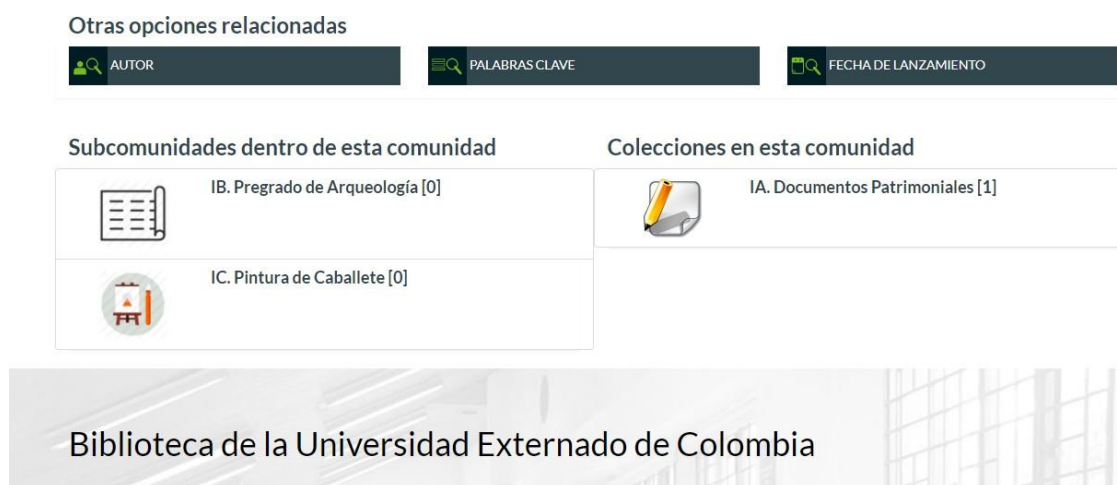 Otras opciones relacionadas
AUTOR
PALABRAS CLAVE
FECHA DE LANZAMIENTO
Subcomunidades dentro de esta comunidad
IB. Pregrado de Arqueología [0]
IC. Pintura de Caballete [0]
Colecciones en esta comunidad
IA. Documentos Patrimoniales [1]
Biblioteca de la Universidad Externado de Colombia